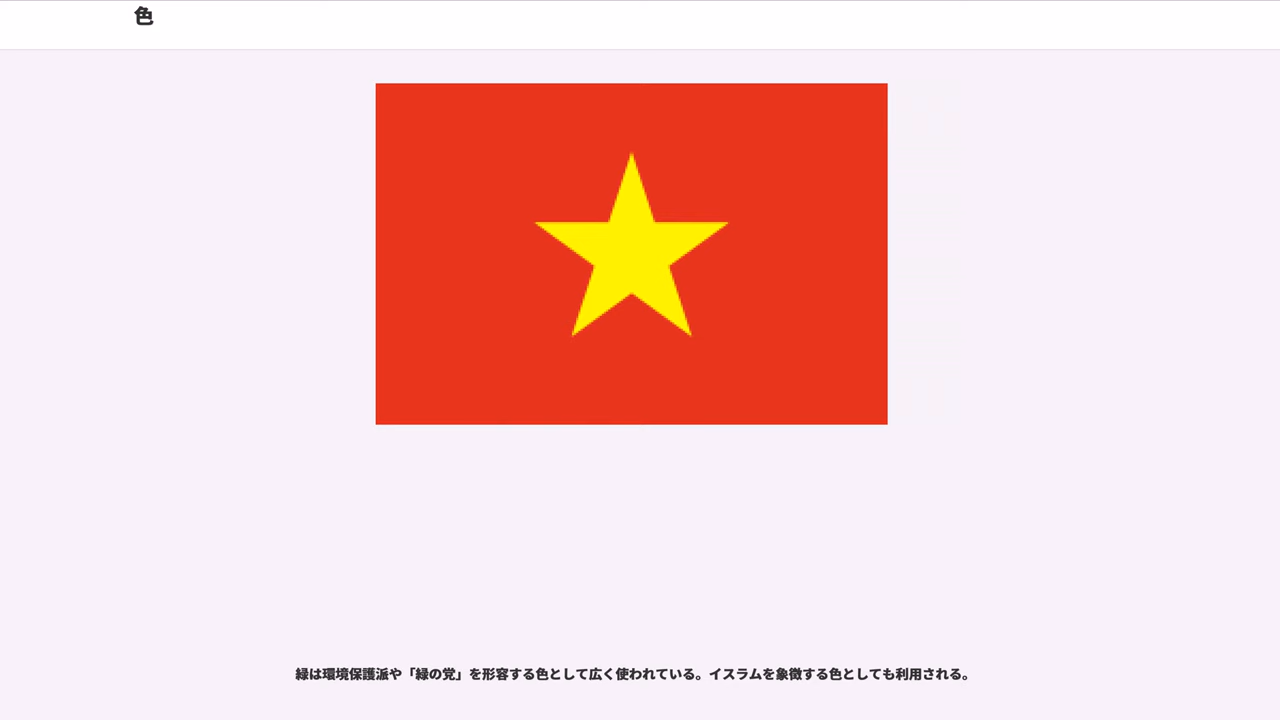 色
緑は環境保護派や「緑の党」を形容する色として広く使われている。イスラムを象徴する色としても利用される。